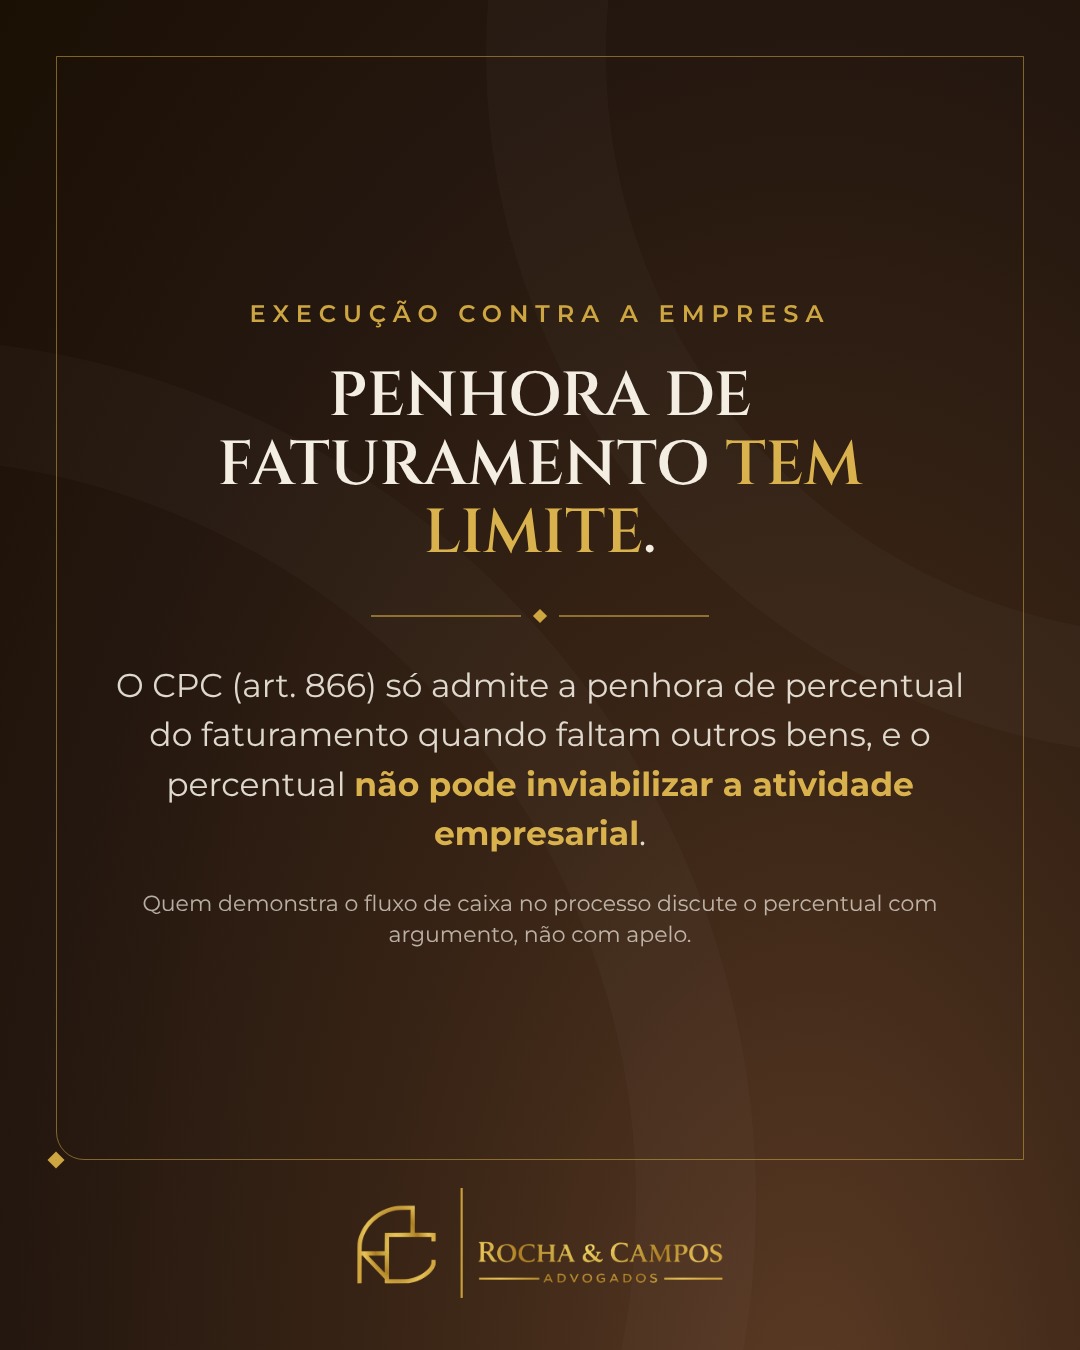 EXECUÇÃO CONTRA A EMPRESA
PENHORA DE
FATURAMENTO TEM
LIMITE.
O CPC (art. 866) só admite a penhora de percentual
do faturamento quando faltam outros bens, e o
percentual não pode inviabilizar a atividade
empresarial.
Quem demonstra o fluxo de caixa no processo discute o percentual com
argumento, não com apelo.
ROCHA & CAMPOS
ADVOGADOS